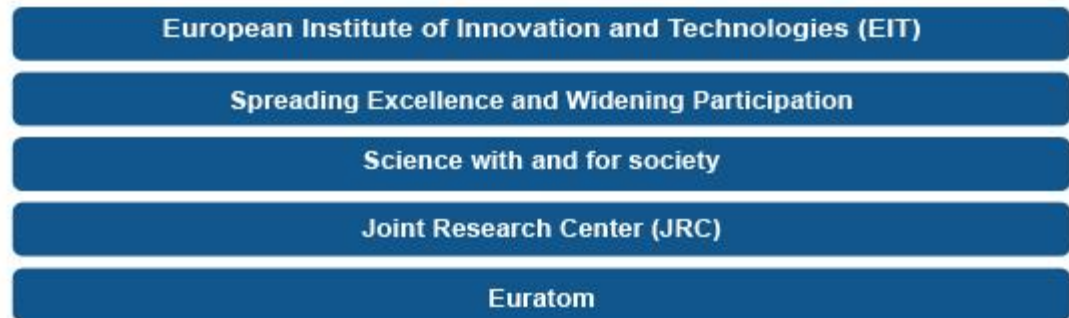 European Institute of Innovation and Technologies (EIT)
Spreading Excellence and Widening Participation
Science with and for society
Joint Research Center (JRC)
Euratom